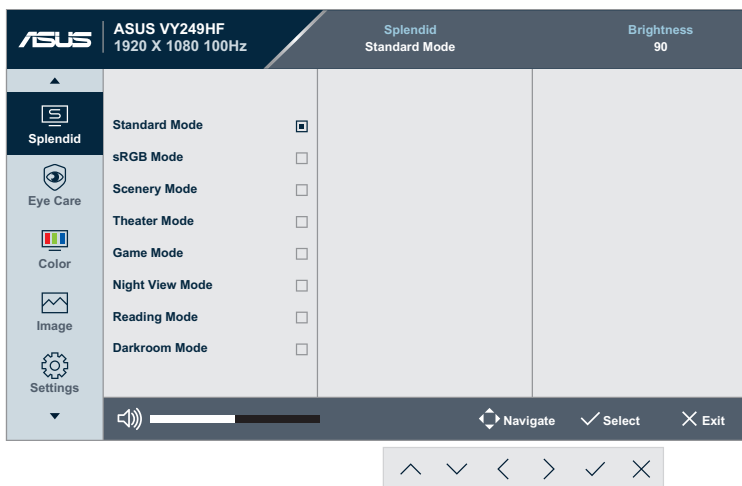 ASUS
ASUS VY249HF
1920 X 1080 100Hz
Splendid
Standard Mode
Brightness
90
Splendid
Eye Care
Color
Image
Settings
Standard Mode
sRGB Mode
Scenery Mode
Theater Mode
Game Mode
Night View Mode
Reading Mode
Darkroom Mode
Navigate
Select
Exit